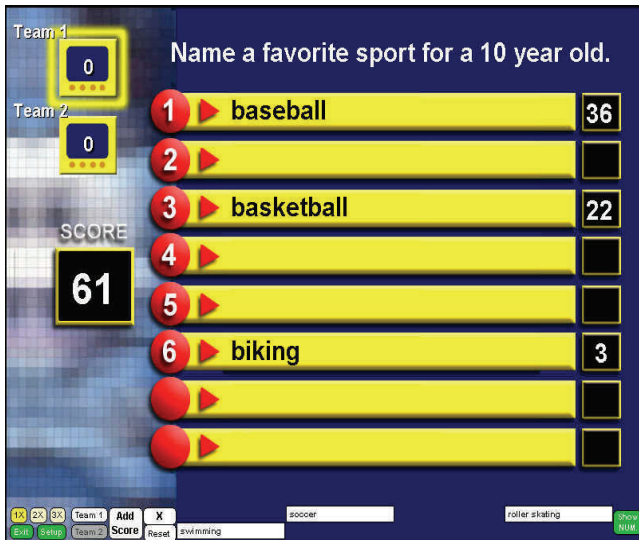 Team 1
0
Name a favorite sport for a 10 year old.
Team 2
0
1 baseball 36
2
3 basketball 22
SCORE
61
4
5
6 biking 3
soccer
roller skating
1X 2X 3X Team 1 Add Score X
Exit Setup Team 2 Reset
swimming
Show NUM